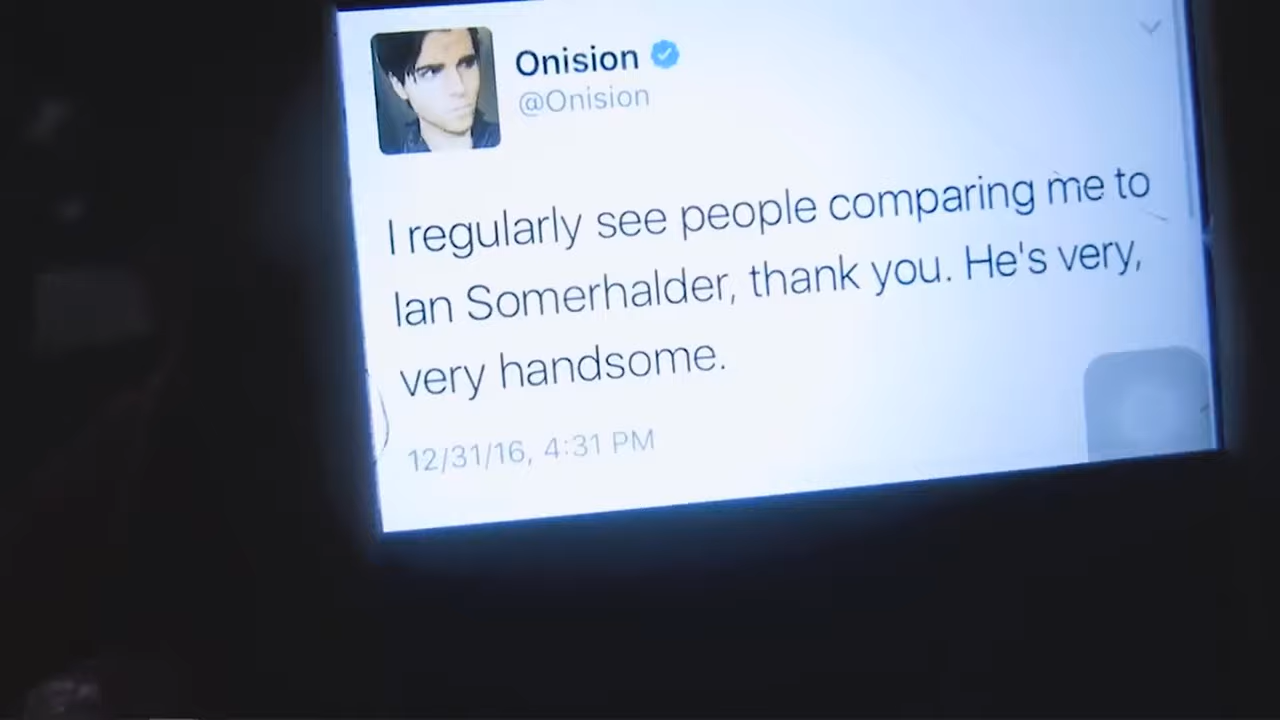 Onision
@Onision
I regularly see people comparing me to
Ian Somerhalder, thank you. He's very,
very handsome.
12/31/16, 4:31 PM